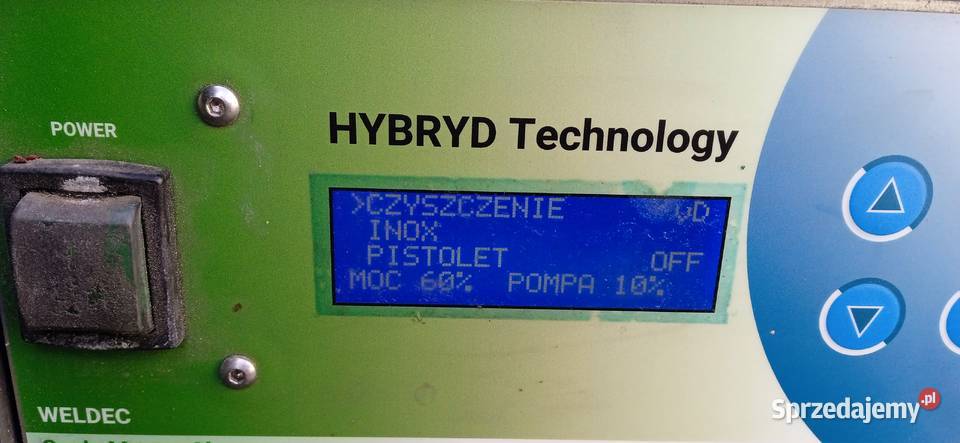 POWER
HYBRYD Technology
>CZYSZCZENIE
INOX
PISTOLET OFF
MOC 60% POMPA 10%
WELDEC
Sprzedajemy.pl